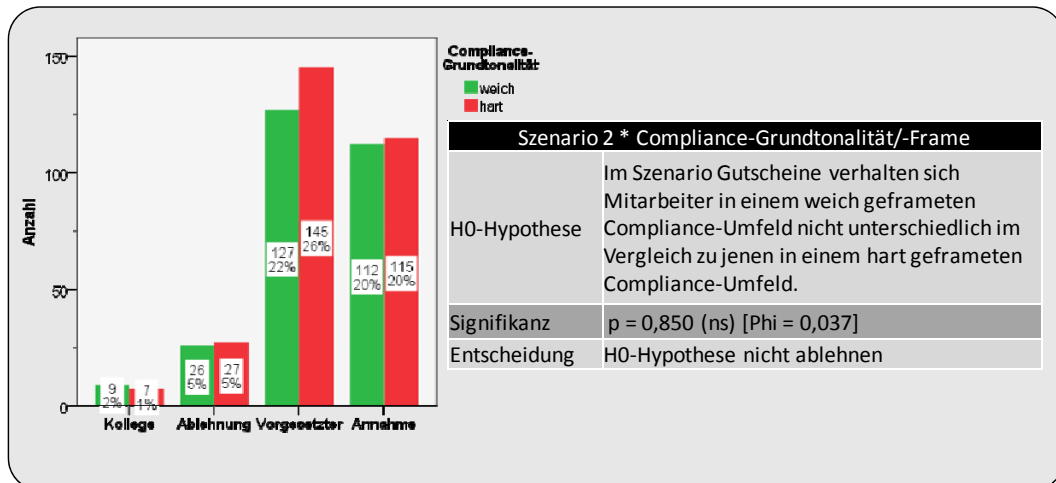 150
100
50
0
Anzahl
9
2%
7
1%
26
5%
27
5%
127
22%
145
26%
112
20%
115
20%
Kollege Ablehnung Vorgesetzter Annahme
Compliance-
Grundtonalität
weich
hart
Szenario 2 * Compliance-Grundtonalität/-Frame
H0-Hypothese
Im Szenario Gutscheine verhalten sich
Mitarbeiter in einem weich geframeten
Compliance-Umfeld nicht unterschiedlich im
Vergleich zu jenen in einem hart geframeten
Compliance-Umfeld.
Signifikanz p = 0,850 (ns) [Phi = 0,037]
Entscheidung H0-Hypothese nicht ablehnen